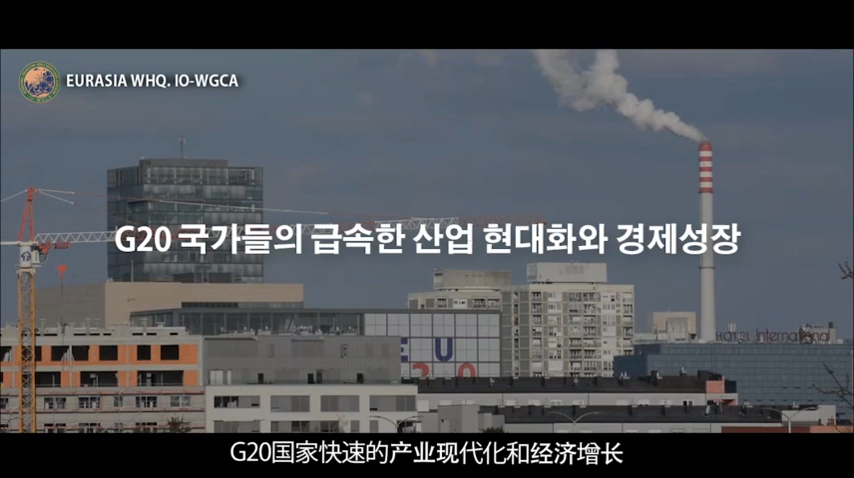 EURASIA WHQ. IO-WGCA
G20 국가들의 급속한 산업 현대화와 경제성장
EU
International
G20国家快速的产业现代化和经济增长